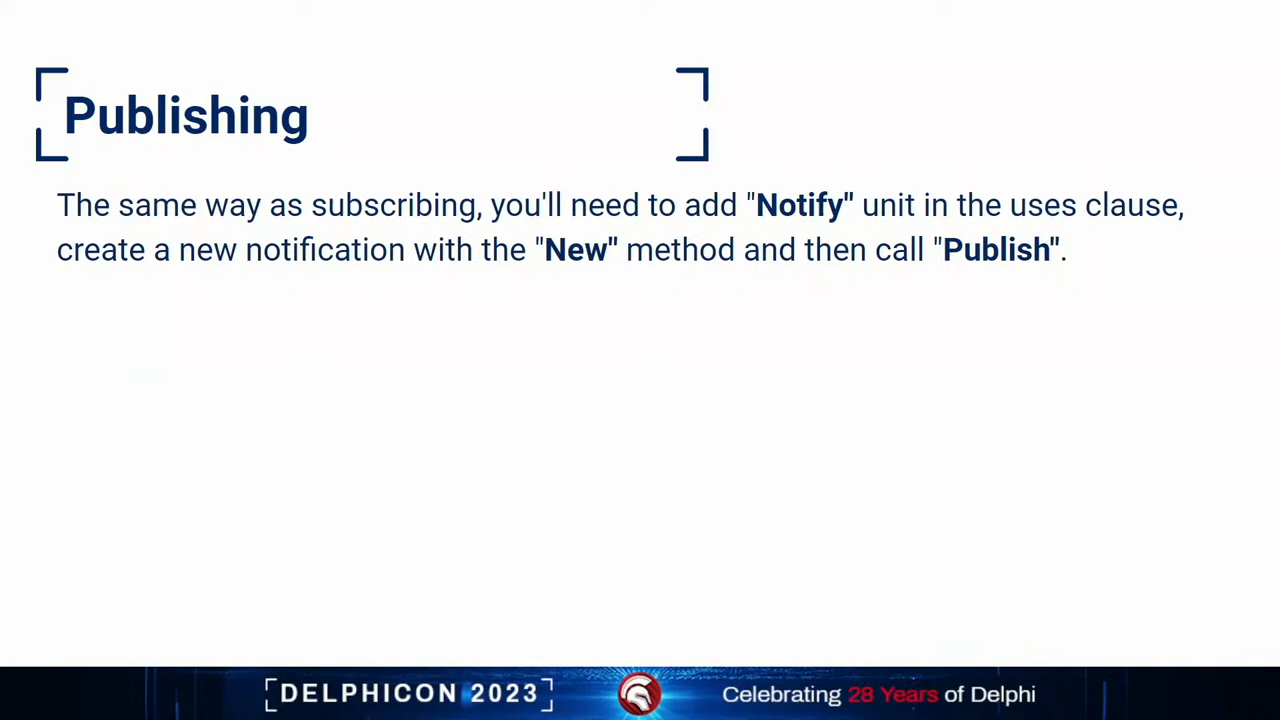 Publishing
The same way as subscribing, you'll need to add "Notify" unit in the uses clause,
create a new notification with the "New" method and then call "Publish".
DELPHICON 2023
Celebrating 28 Years of Delphi